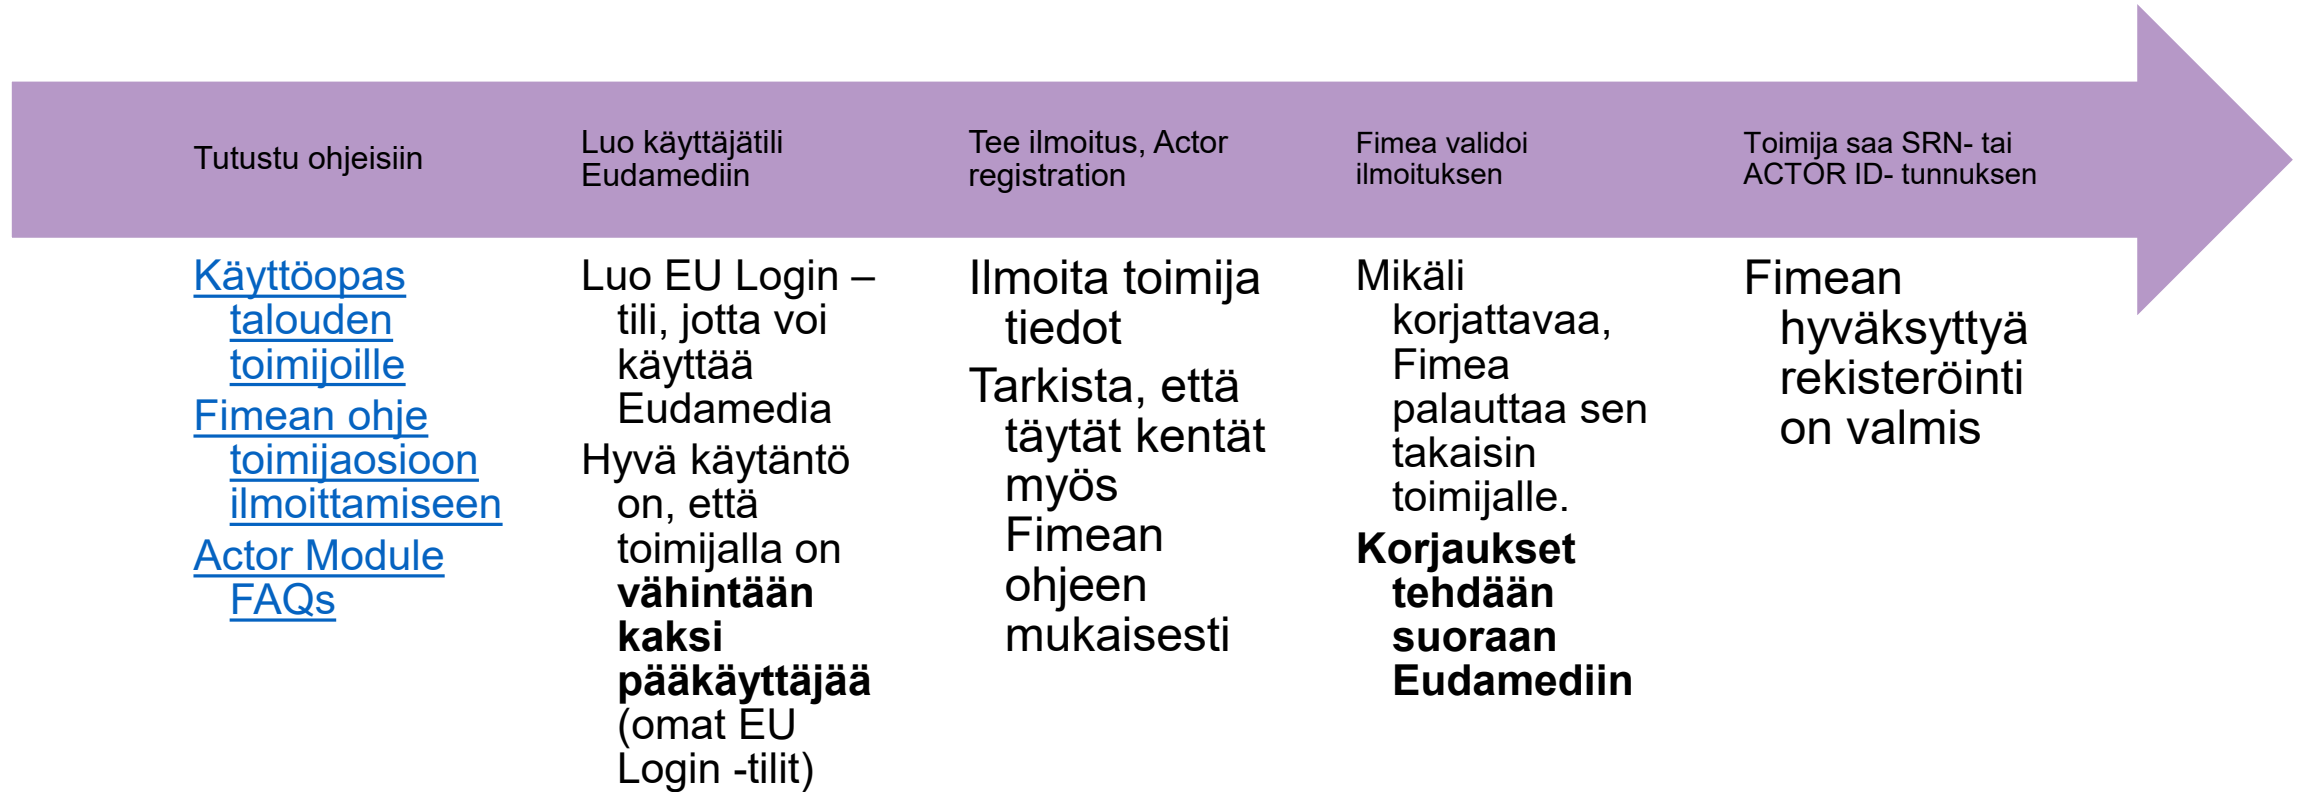 Tutustu ohjeisiin
Luo käyttäjätili
Eudamediin
Tee ilmoitus, Actor
registration
Fimea validoi
ilmoituksen
Toimija saa SRN- tai
ACTOR ID- tunnuksen
Käyttöopas
talouden
toimijoille
Fimean ohje
toimijaosioon
ilmoittamiseen
Actor Module
FAQs
Luo EU Login –
tili, jotta voi
käyttää
Eudamedia
Hyvä käytäntö
on, että
toimijalla on
vähintään
kaksi
pääkäyttäjää
(omat EU
Login -tilit)
Ilmoita toimija
tiedot
Tarkista, että
täytät kentät
myös
Fimean
ohjeen
mukaisesti
Mikäli
korjattavaa,
Fimea
palauttaa sen
takaisin
toimijalle.
Korjaukset
tehdään
suoraan
Eudamediin
Fimean
hyväksyttyä
rekisteröinti
on valmis